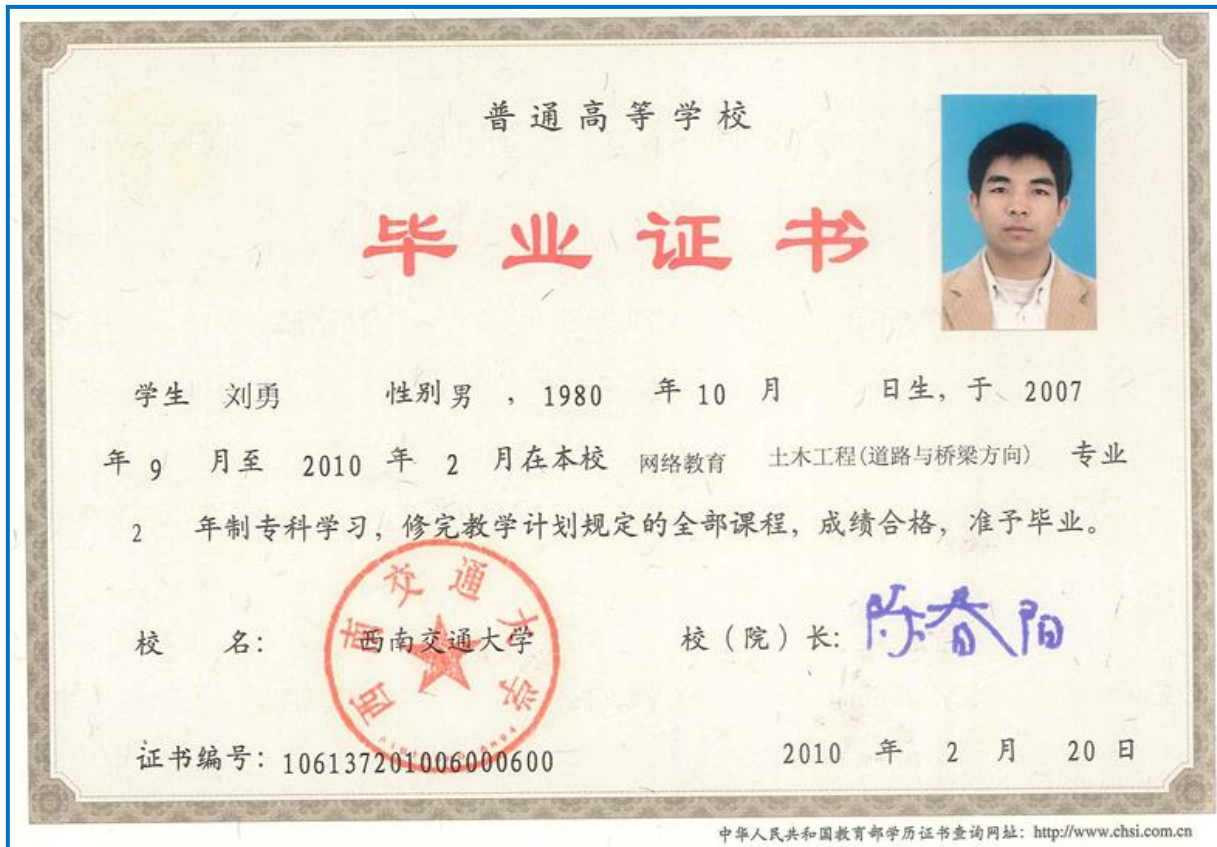 普通高等学校
毕业证书
学生 刘勇 性别 男 , 1980 年 10 月 日生, 于 2007
年 9 月至 2010 年 2 月在本校 网络教育 土木工程(道路与桥梁方向) 专业
2 年制专科学习, 修完教学计划规定的全部课程, 成绩合格, 准予毕业。
西南交通大学
校 名: 西南交通大学 校(院)长: 陈春阳
证书编号: 106137201006000600 2010 年 2 月 20 日
中华人民共和国教育部学历证书查询网址: http://www.chsi.com.cn